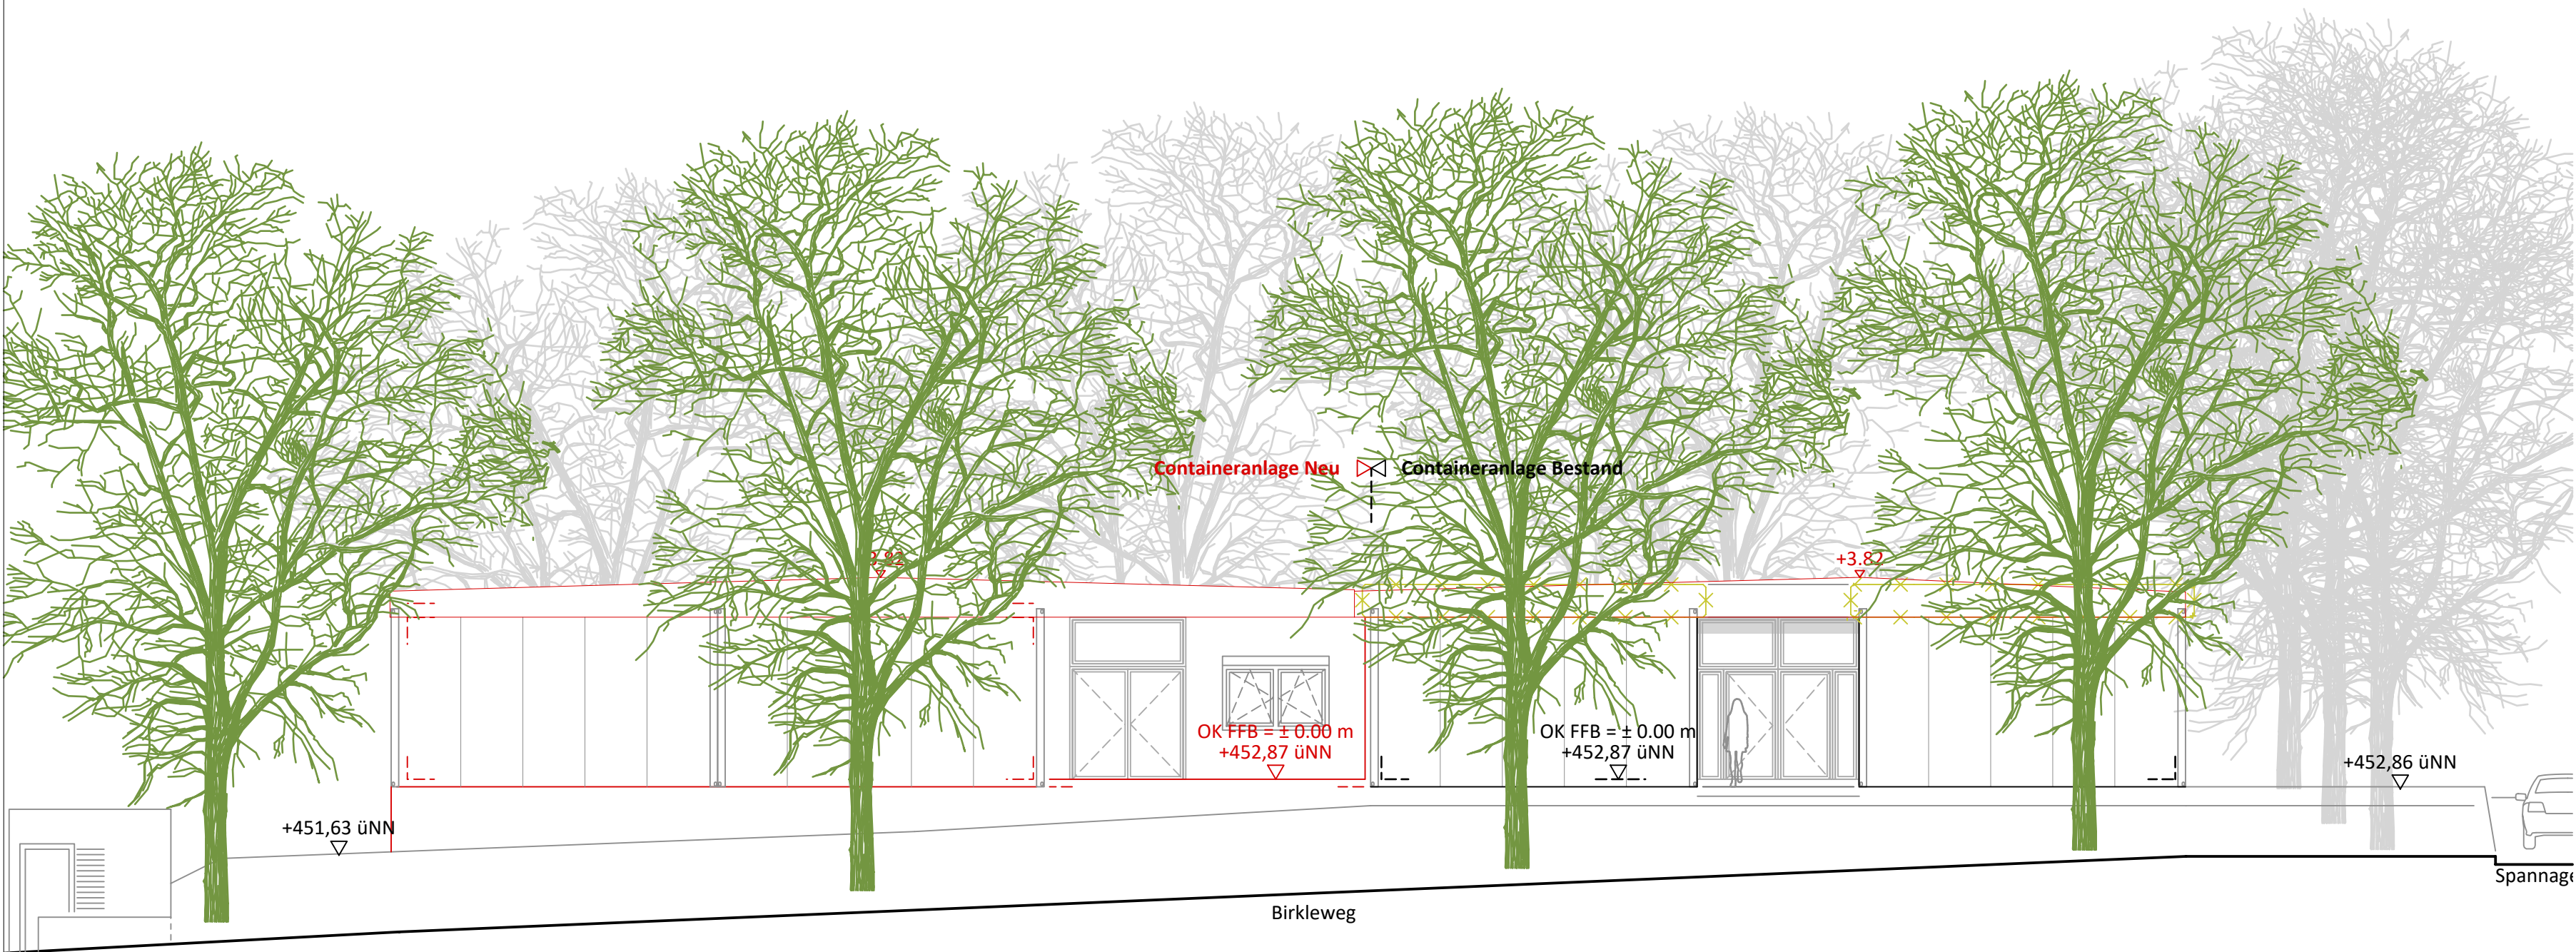 Containeranlage Neu
Containeranlage Bestand
3.82
+3.82
OK FFB = ± 0.00 m
+452,87 üNN
OK FFB = ± 0.00 m
+452,87 üNN
+452,86 üNN
+451,63 üNN
Spannage
Birkleweg